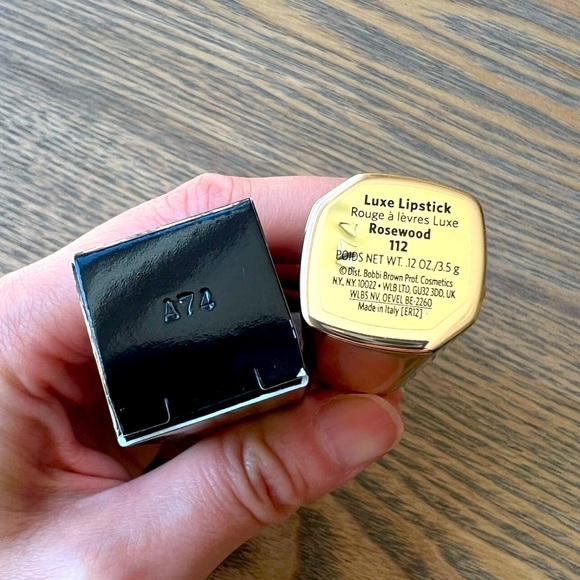 A74
Luxe Lipstick
Rouge à lèvres Luxe
Rosewood
112
POIDS NET WT. .12 OZ./3.5 g
© Dist. Bobbi Brown Prof. Cosmetics
N.Y., N.Y. 10022 • WLB LTD, GU32 3DD, UK
WLBS NV. OEVEL BE-2260
Made in Italy [ER12]